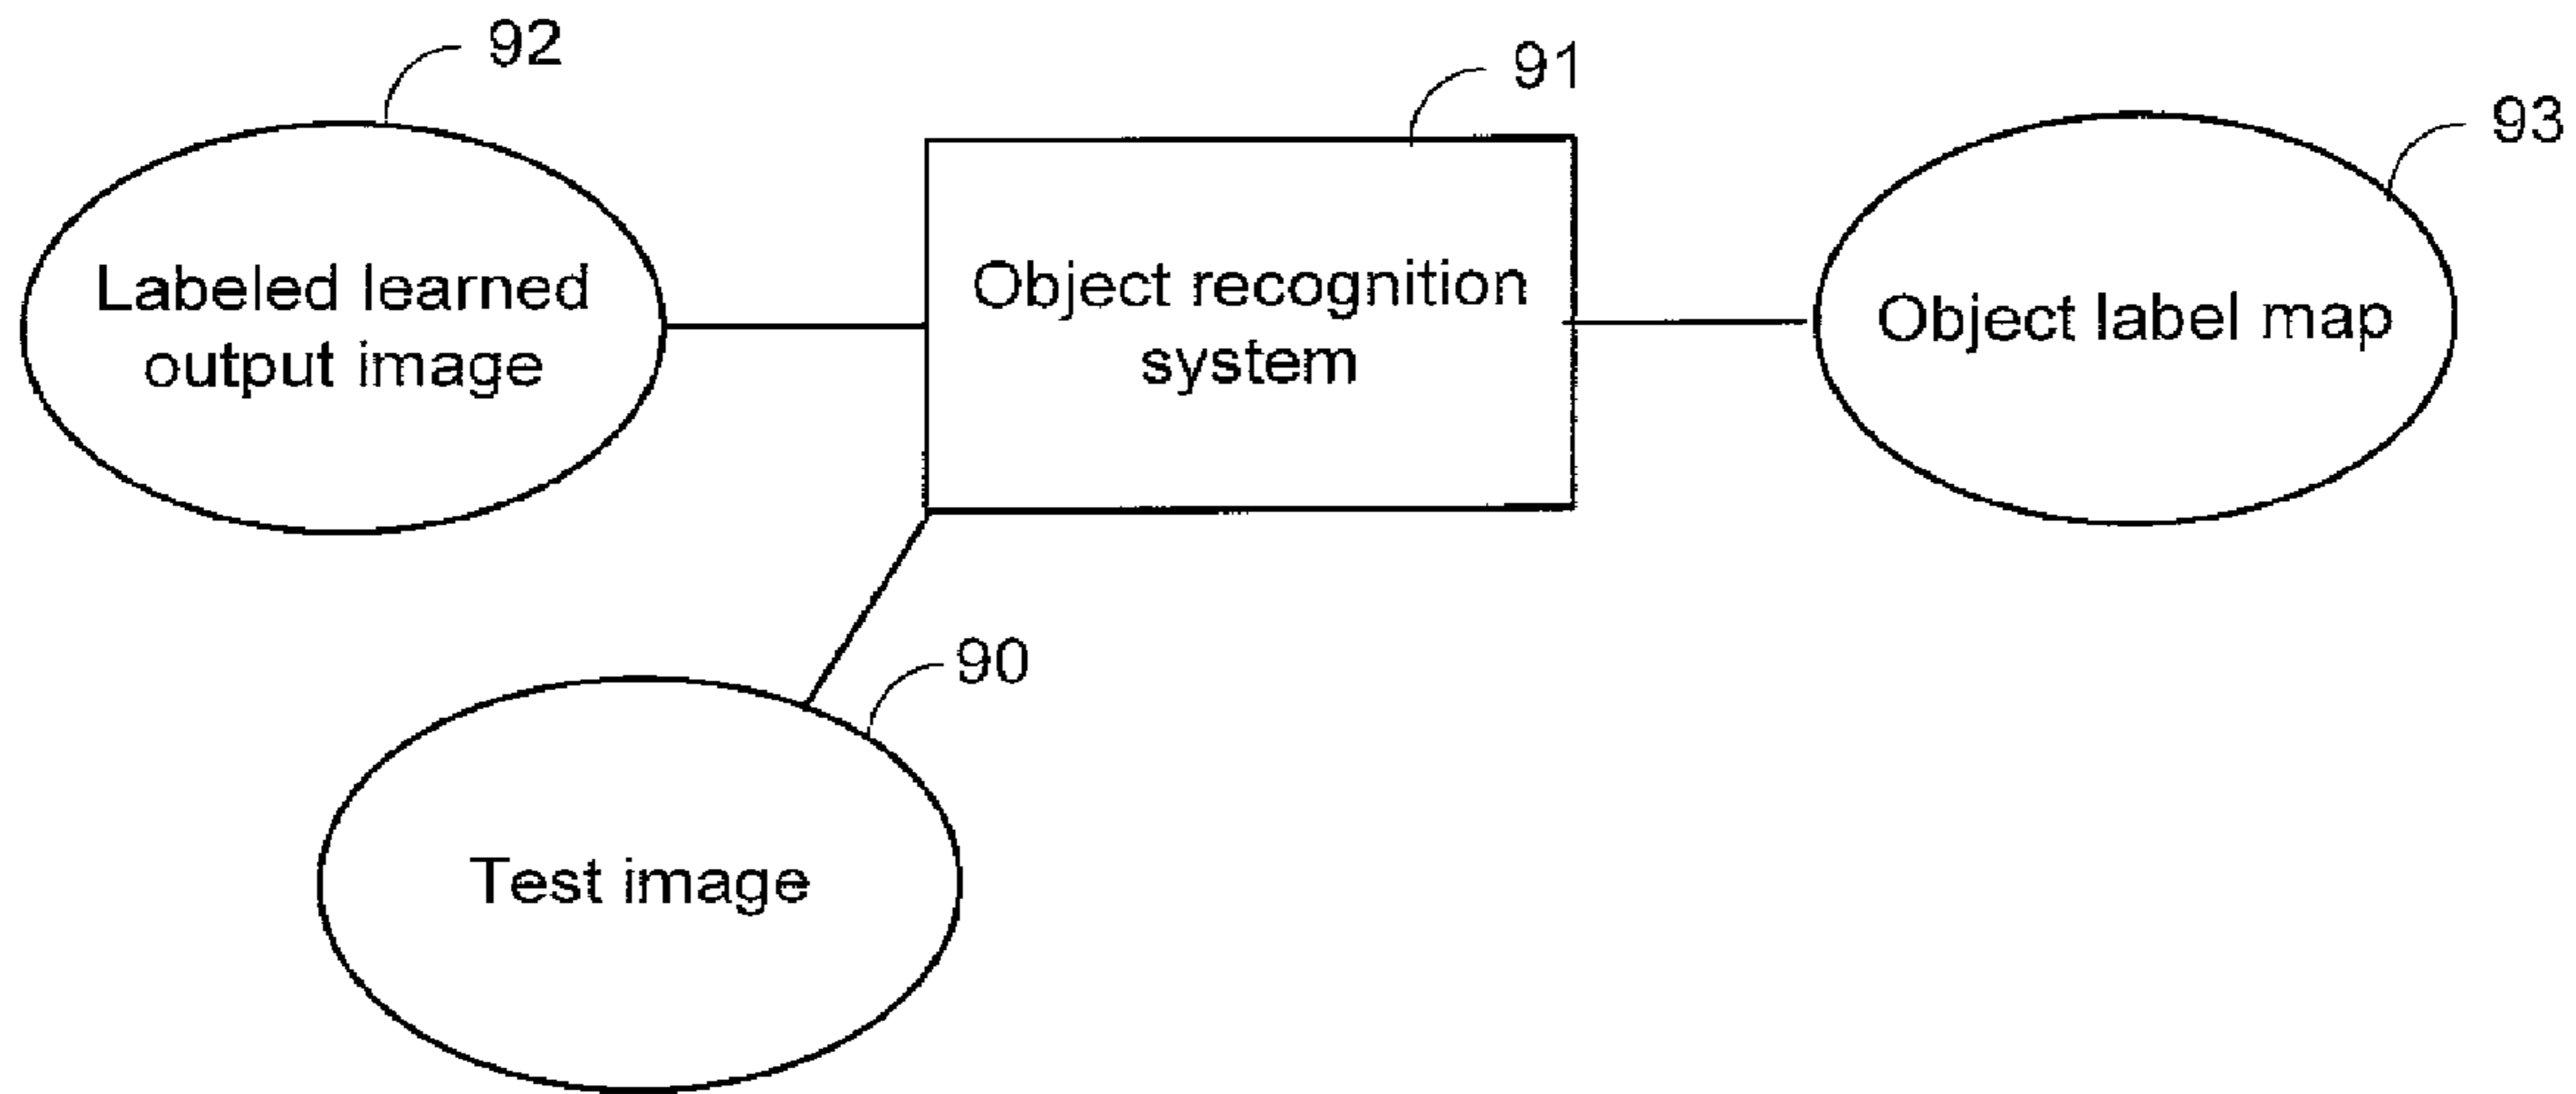 92
91
93
Labeled learned
output image
Object recognition
system
Object label map
90
Test image